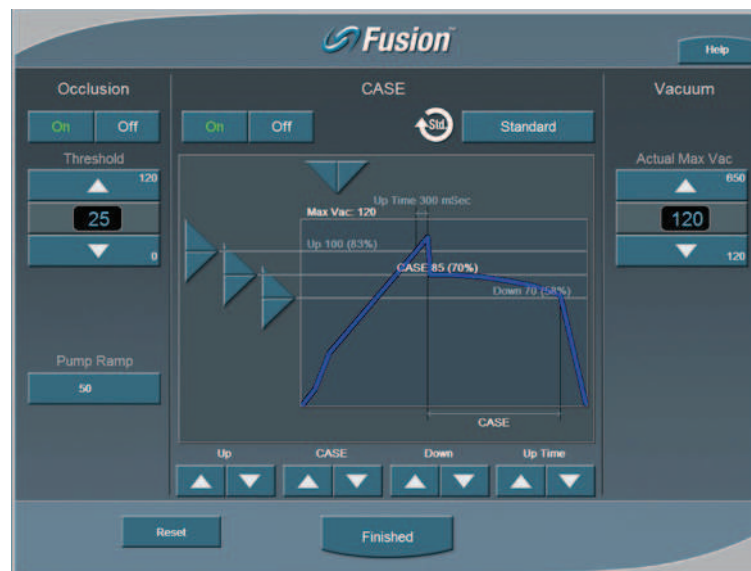 Fusion™
Help
Occlusion
CASE
Vacuum
On Off
On Off
Std.
Standard
Threshold
120
25
0
Actual Max Vac
650
120
120
Up Time 300 mSec
Max Vac: 120
Up 100 (83%)
CASE 85 (70%)
Down 70 (58%)
CASE
Pump Ramp
50
Up CASE Down Up Time
Reset
Finished